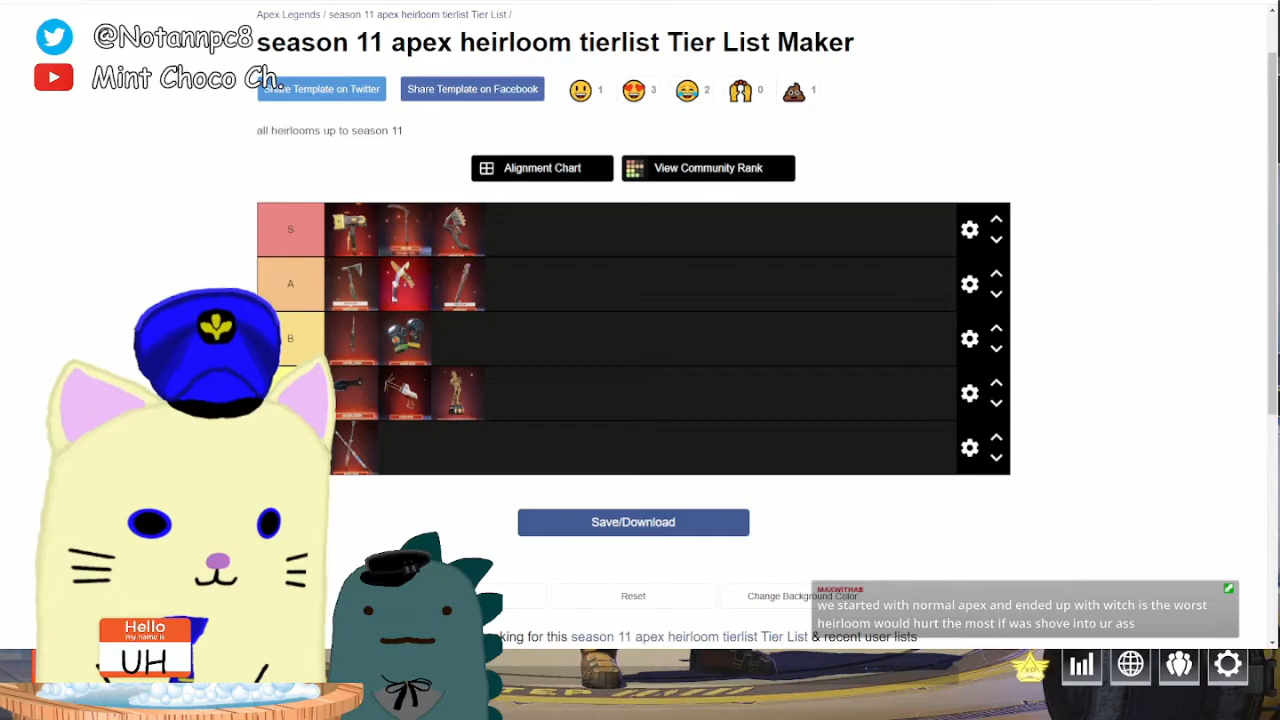 Apex Legends / season 11 apex heirloom tierlist Tier List /
@Notannpc8
season 11 apex heirloom tierlist Tier List Maker
Mint Choco Ch.
Share Template on Twitter
Share Template on Facebook
1
3
2
0
1
all heirlooms up to season 11
Alignment Chart
View Community Rank
S
A
B
Save/Download
Reset
Change Background Color
MAXWITHAB
we started with normal apex and ended up with witch is the worst
heirloom would hurt the most if was shove into ur ass
king for this season 11 apex heirloom tierlist Tier List & recent user lists
Hello
my name is
UH
XP